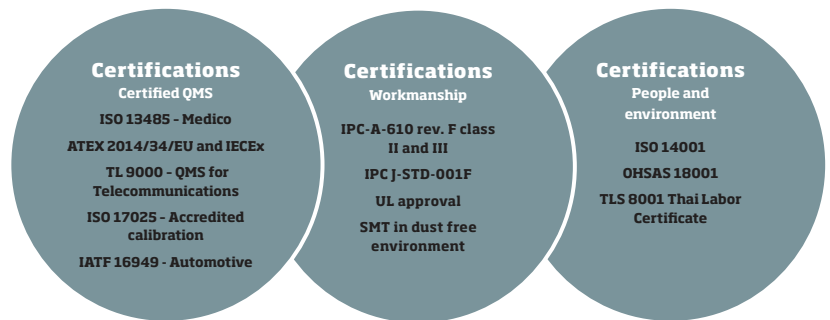 Certifications
Certified QMS
ISO 13485 – Medico
ATEX 2014/34/EU and IECEx
TL 9000 – QMS for
Telecommunications
ISO 17025 – Accredited
calibration
IATF 16949 - Automotive
Certifications
Workmanship
IPC-A-610 rev. F class
II and III
IPC J-STD-001F
UL approval
SMT in dust free
environment
Certifications
People and
environment
ISO 14001
OHSAS 18001
TLS 8001 Thai Labor
Certificate